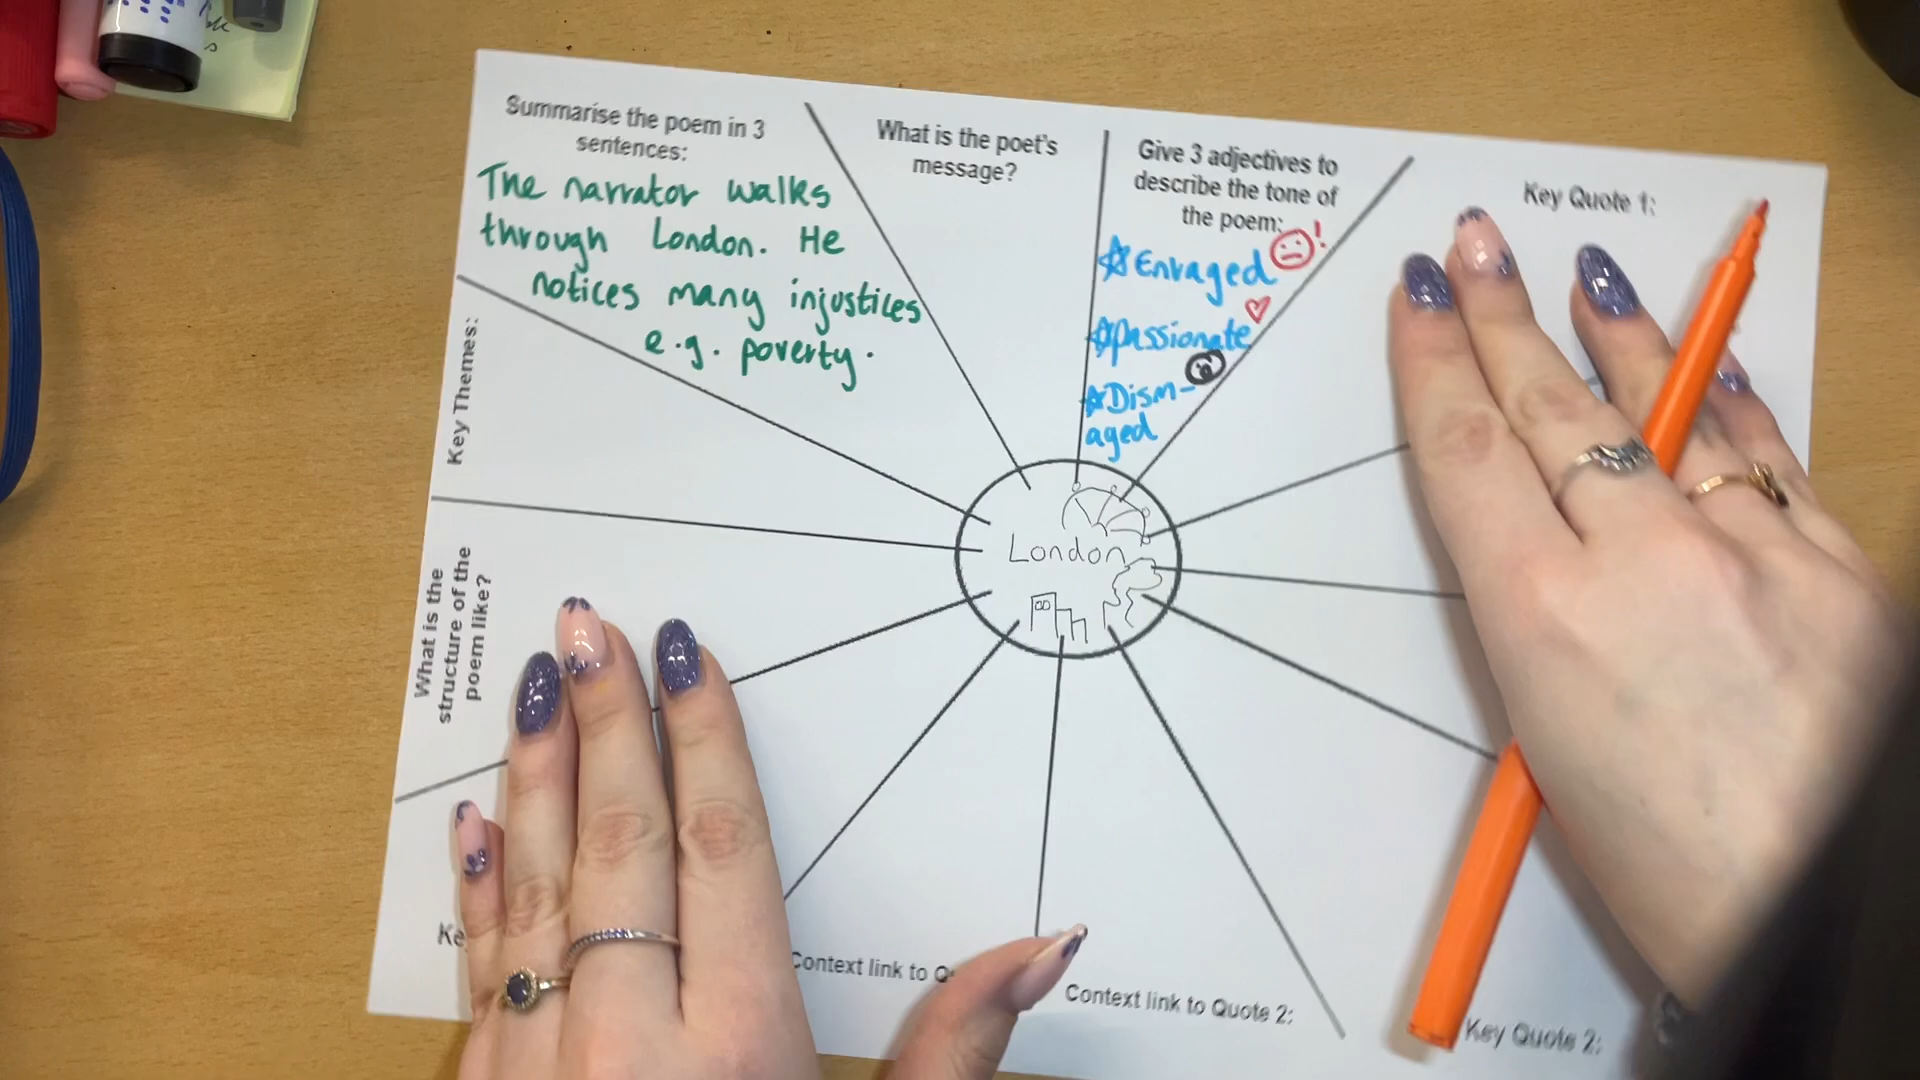 Summarise the poem in 3
sentences:
The narrator walks
through London. He
notices many injustices
e.g. poverty.
What is the poet's
message?
Give 3 adjectives to
describe the tone of
the poem:
Enraged
passionate
Dism-
aged
Key Quote 1:
Key Themes:
What is the
structure of the
poem like?
London
Context link to
Context link to Quote 2:
Key Quote 2: